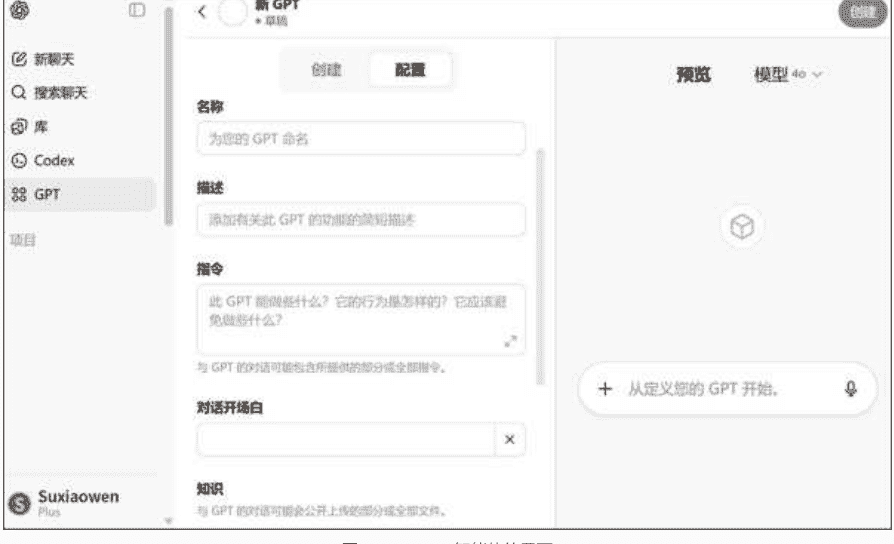 新 GPT
草稿
创建
新聊天
搜索聊天
库
Codex
GPT
项目
Suxiaowen
Plus
创建
配置
名称
为您的 GPT 命名
描述
添加有关此 GPT 的功能的简短描述
指令
此 GPT 能做些什么？它的行为是怎样的？它应该避
免做些什么？
与 GPT 的对话可能包含所提供的部分或全部指令。
对话开场白
知识
与 GPT 的对话可能会公开上传的部分或全部文件。
预览
模型 4o
从定义您的 GPT 开始。